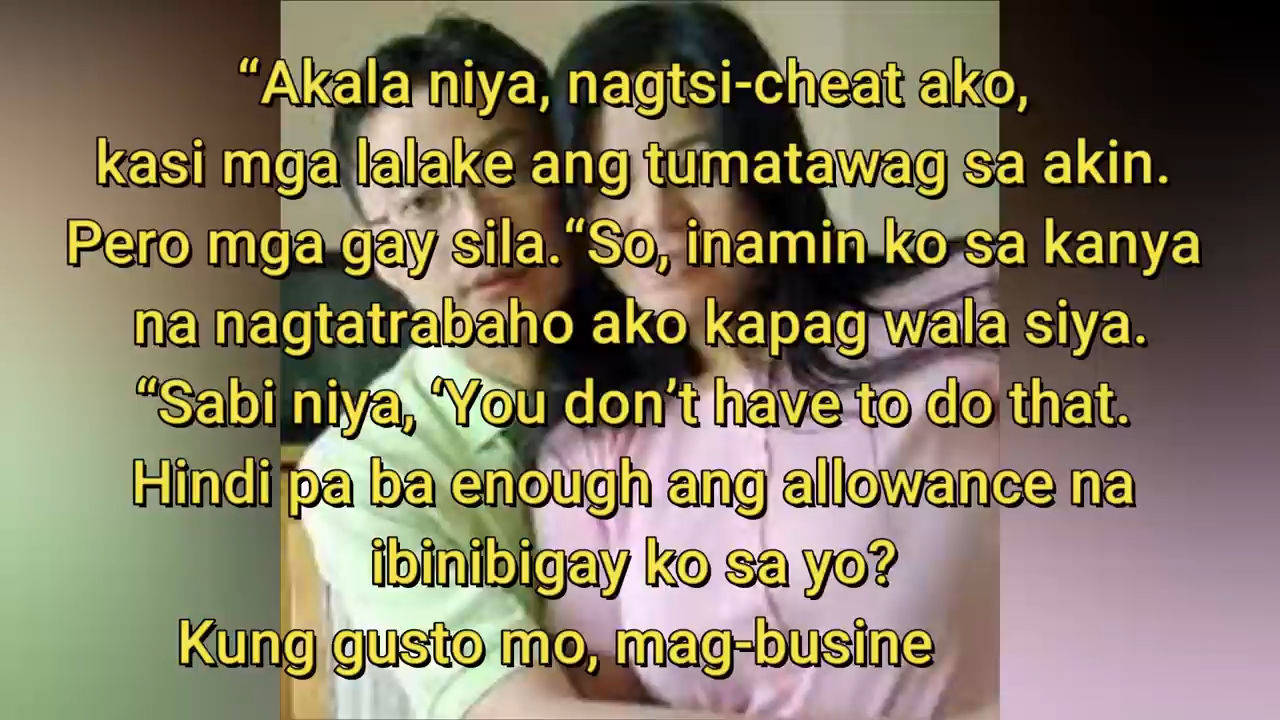 “Akala niya, nagtsi-cheat ako,
kasi mga lalake ang tumatawag sa akin.
Pero mga gay sila.“So, inamin ko sa kanya
na nagtatrabaho ako kapag wala siya.
“Sabi niya, ‘You don’t have to do that.
Hindi pa ba enough ang allowance na
ibinibigay ko sa yo?
Kung gusto mo, mag-busine